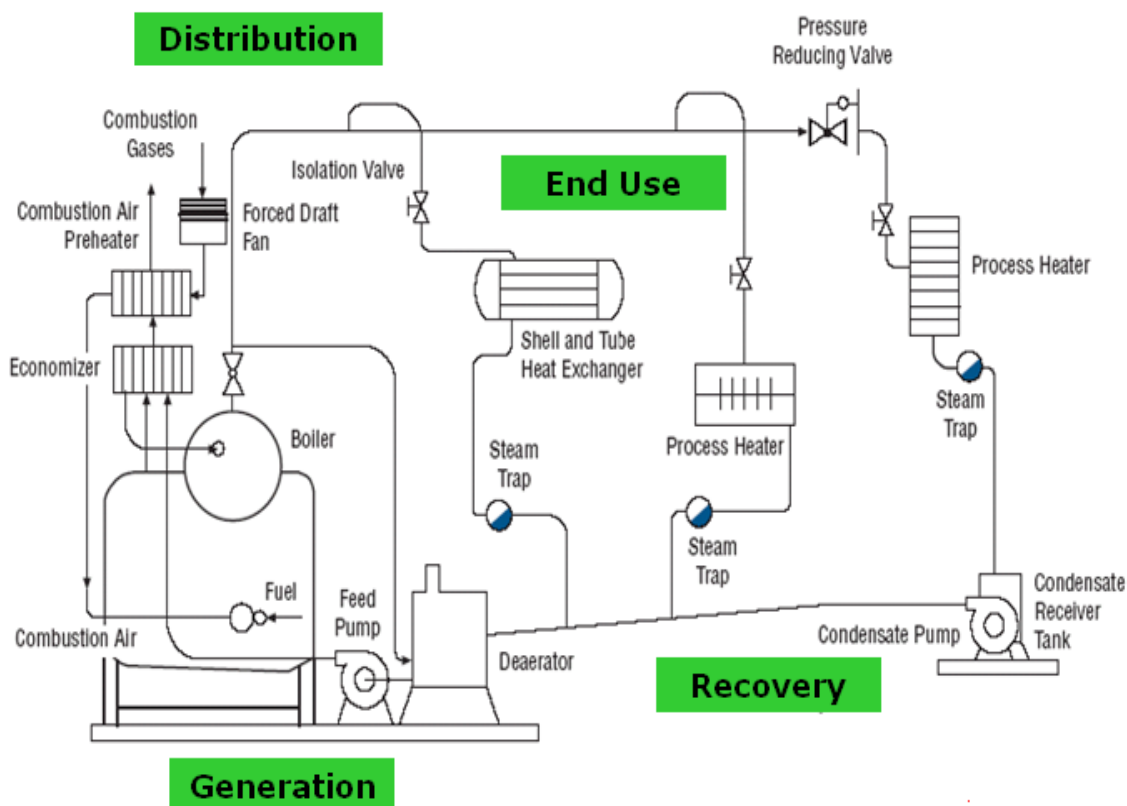 Distribution
Pressure
Reducing Valve
Combustion
Gases
Isolation Valve
End Use
Combustion Air
Preheater
Forced Draft
Fan
Process Heater
Shell and Tube
Heat Exchanger
Economizer
Steam
Trap
Boiler
Process Heater
Steam
Trap
Steam
Trap
Fuel
Feed
Pump
Condensate
Receiver
Tank
Combustion Air
Condensate Pump
Deaerator
Recovery
Generation